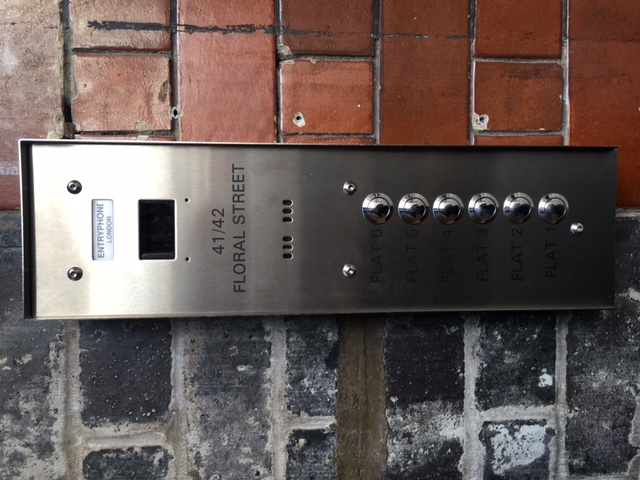 ENTRYPHONE
LONDON
41/42
FLORAL STREET
FLAT 6
FLAT 5
FLAT 4
FLAT 3
FLAT 2
FLAT 1